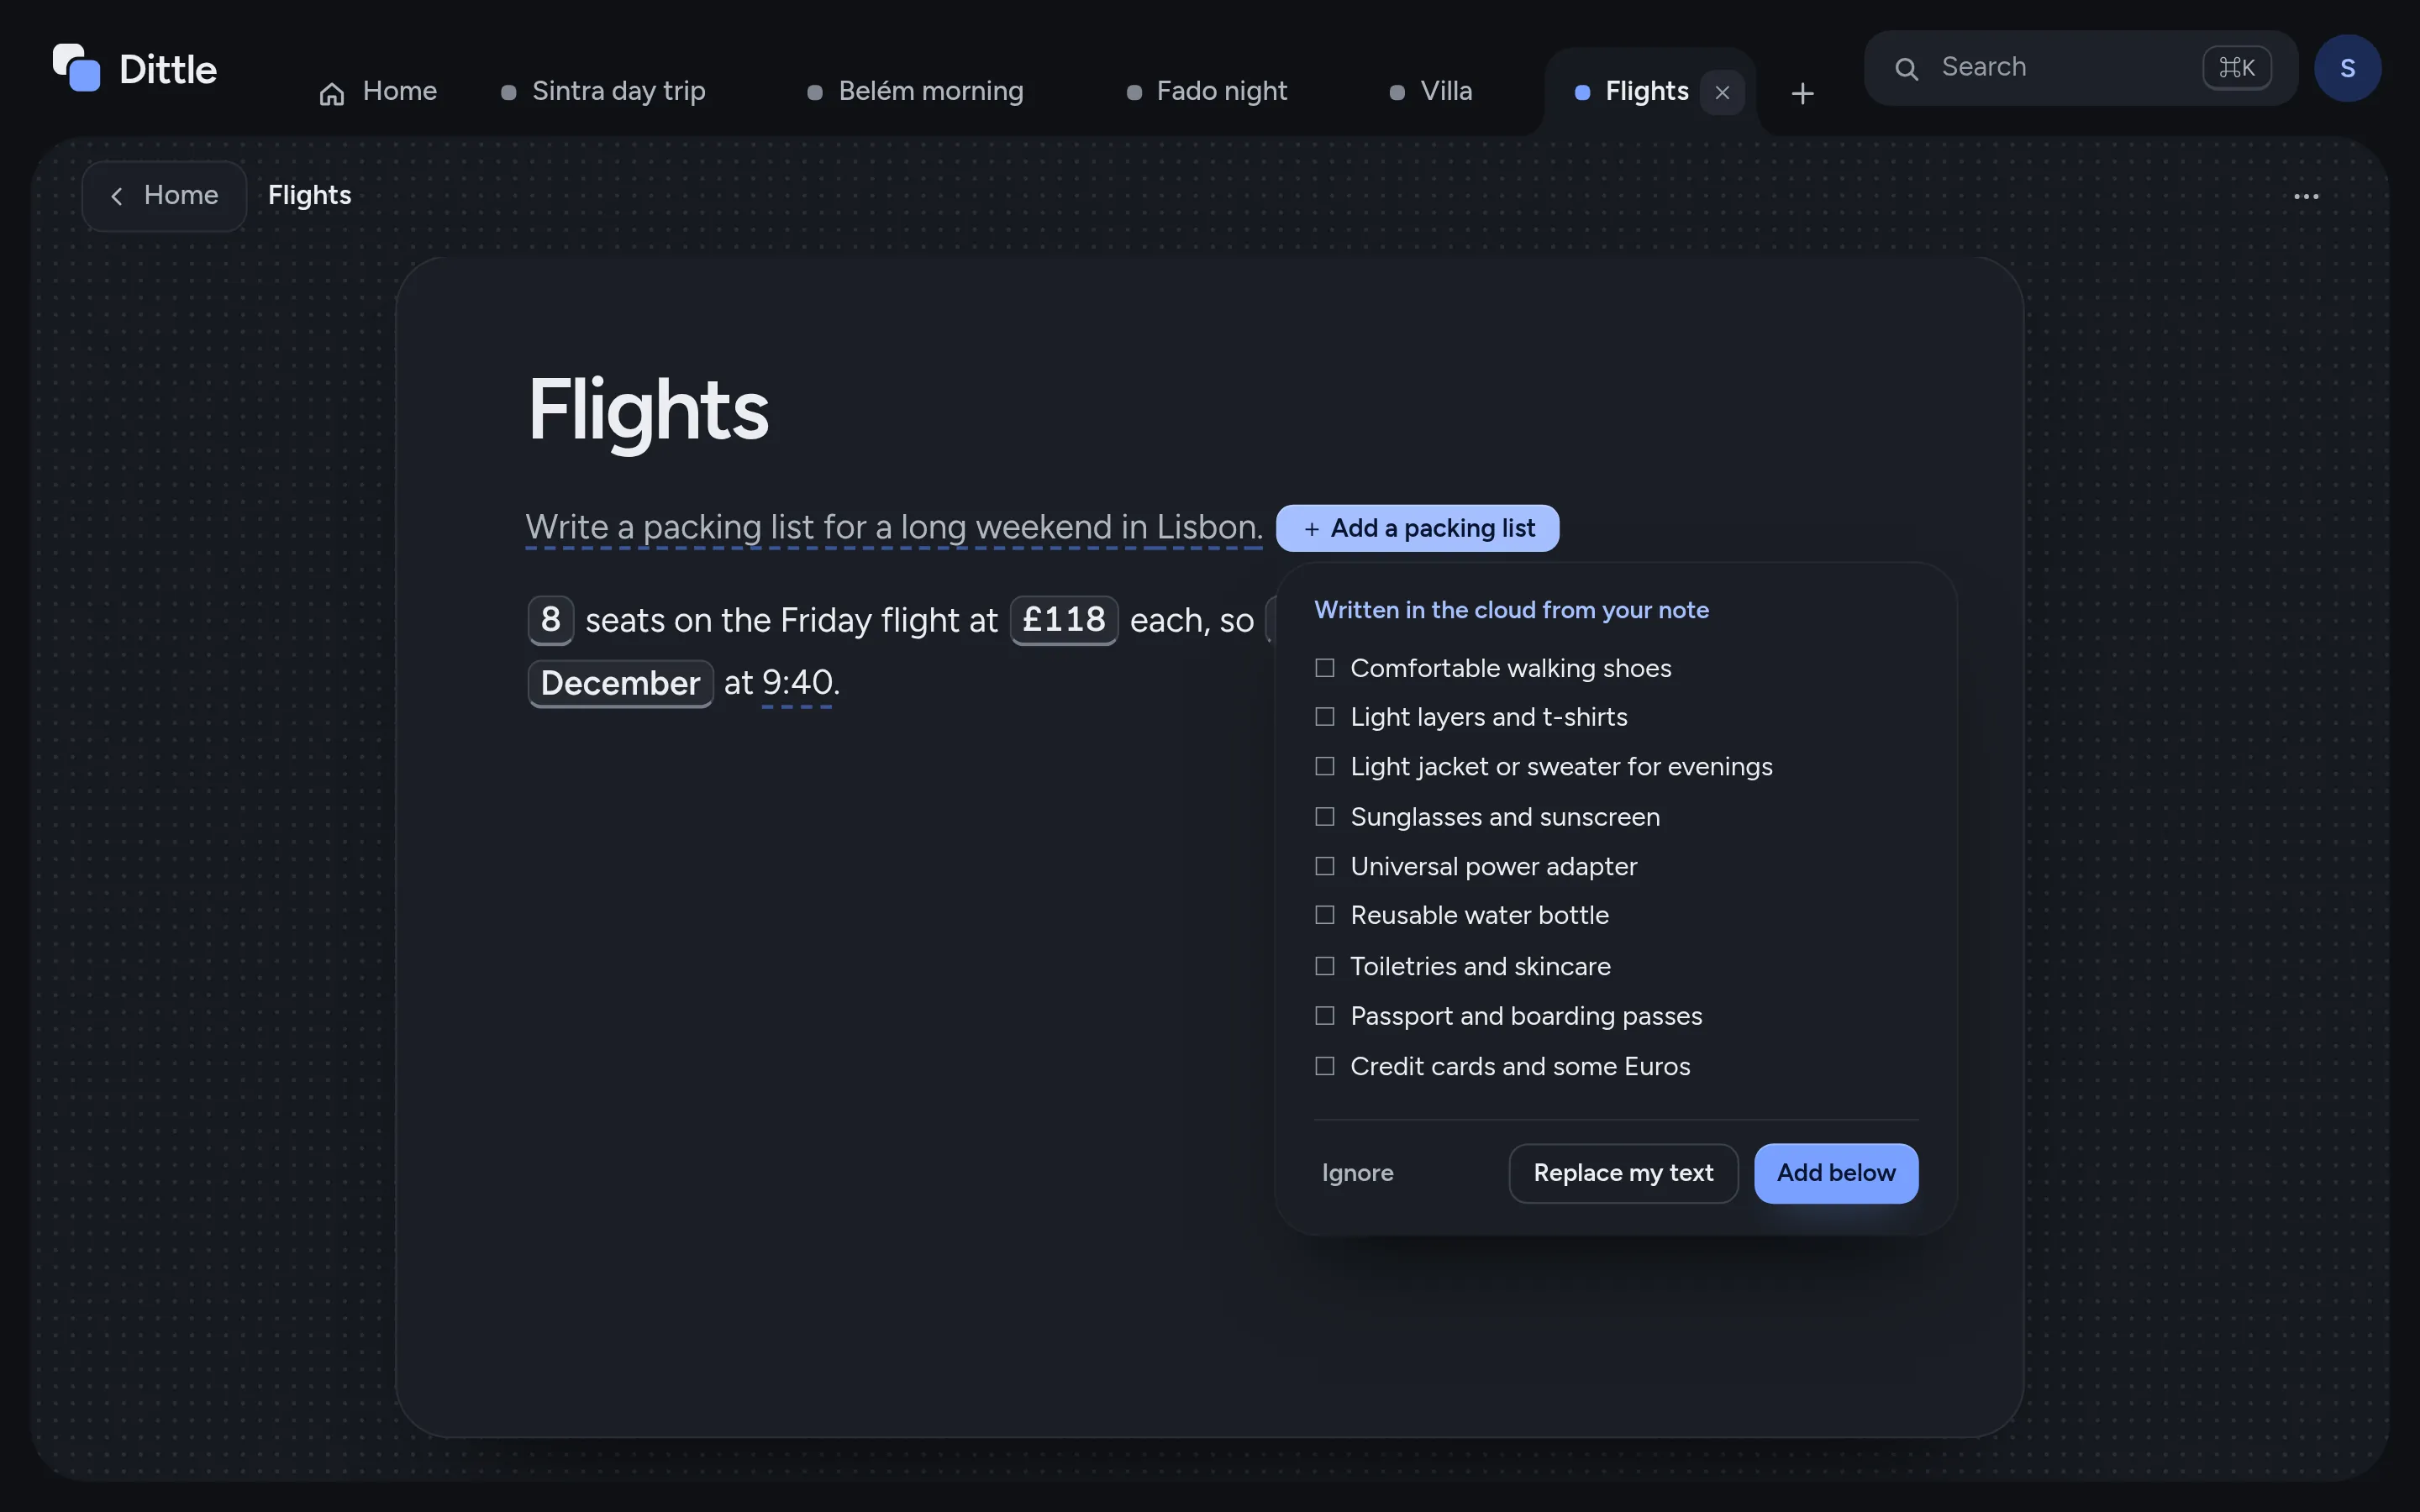 Dittle
Home
Sintra day trip
Belém morning
Fado night
Villa
Flights
Search
⌘K
S
Home
Flights
Flights
Write a packing list for a long weekend in Lisbon.
+ Add a packing list
8 seats on the Friday flight at £118 each, so
December at 9:40.
Written in the cloud from your note
Comfortable walking shoes
Light layers and t-shirts
Light jacket or sweater for evenings
Sunglasses and sunscreen
Universal power adapter
Reusable water bottle
Toiletries and skincare
Passport and boarding passes
Credit cards and some Euros
Ignore
Replace my text
Add below